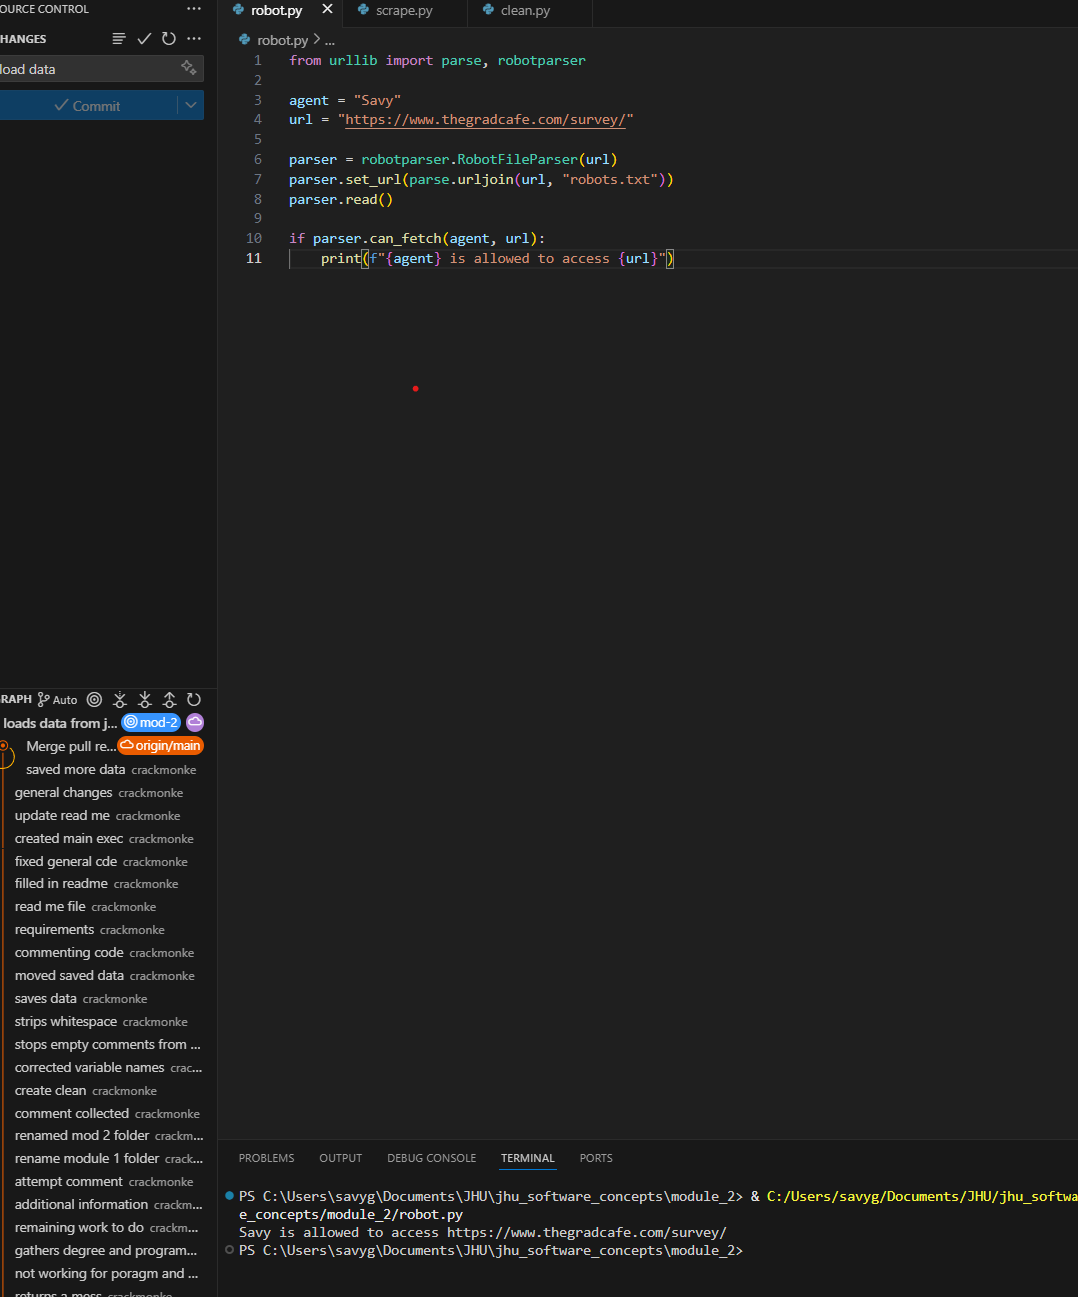 OURCE CONTROL
HANGES
load data
Commit
robot.py
scrape.py
clean.py
robot.py > ...
1 from urllib import parse, robotparser
2
3 agent = "Savy"
4 url = "https://www.thegradcafe.com/survey/"
5
6 parser = robotparser.RobotFileParser(url)
7 parser.set_url(parse.urljoin(url, "robots.txt"))
8 parser.read()
9
10 if parser.can_fetch(agent, url):
11     print(f"{agent} is allowed to access {url}")
RAPH Auto
loads data from j... mod-2
Merge pull re... origin/main
saved more data crackmonke
general changes crackmonke
update read me crackmonke
created main exec crackmonke
fixed general cde crackmonke
filled in readme crackmonke
read me file crackmonke
requirements crackmonke
commenting code crackmonke
moved saved data crackmonke
saves data crackmonke
strips whitespace crackmonke
stops empty comments from ...
corrected variable names crac...
create clean crackmonke
comment collected crackmonke
renamed mod 2 folder crackm...
rename module 1 folder crack...
attempt comment crackmonke
additional information crackm...
remaining work to do crackm...
gathers degree and program...
not working for poragm and ...
returns a mess crackmonke
PROBLEMS OUTPUT DEBUG CONSOLE TERMINAL PORTS
PS C:\Users\savyg\Documents\JHU\jhu_software_concepts\module_2> & C:/Users/savyg/Documents/JHU/jhu_softwa
e_concepts/module_2/robot.py
Savy is allowed to access https://www.thegradcafe.com/survey/
PS C:\Users\savyg\Documents\JHU\jhu_software_concepts\module_2>